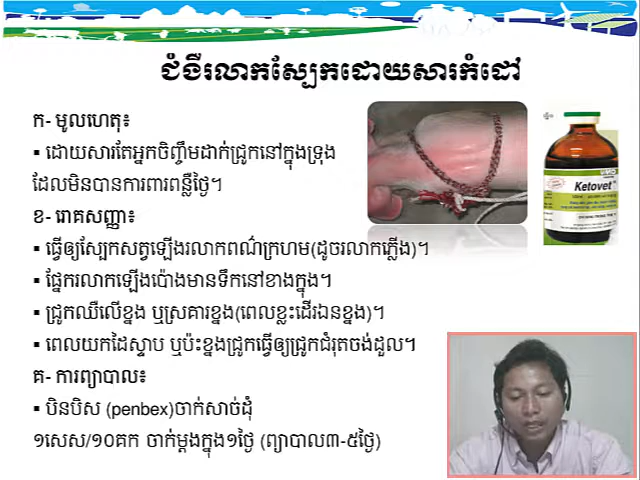 ជំងឺរលាកស្បែកដោយសារកំដៅ
ក- មូលហេតុ៖
▪ ដោយសារតែអ្នកចិញ្ចឹមដាក់ជ្រូកនៅក្នុងទ្រុង
ដែលមិនបានការពារពន្លឺថ្ងៃ។
ខ- រោគសញ្ញា៖
▪ ធ្វើឲ្យស្បែកសត្វឡើងរលាកពណ៌ក្រហម(ដូចរលាកភ្លើង)។
▪ ផ្នែករលាកឡើងប៉ោងមានទឹកនៅខាងក្នុង។
▪ ជ្រូកឈឺលើខ្នង ឬស្រគារខ្នង(ពេលខ្លះដើរឯនខ្នង)។
▪ ពេលយកដៃស្ទាប ឬប៉ះខ្នងជ្រូកធ្វើឲ្យជ្រូកជំរុតចង់ដួល។
គ- ការព្យាបាល៖
▪ បិនបិស (penbex)ចាក់សាច់ដុំ
១សេស/១០គក ចាក់ម្តងក្នុង១ថ្ងៃ (ព្យាបាល៣-៥ថ្ងៃ)
Ketovet